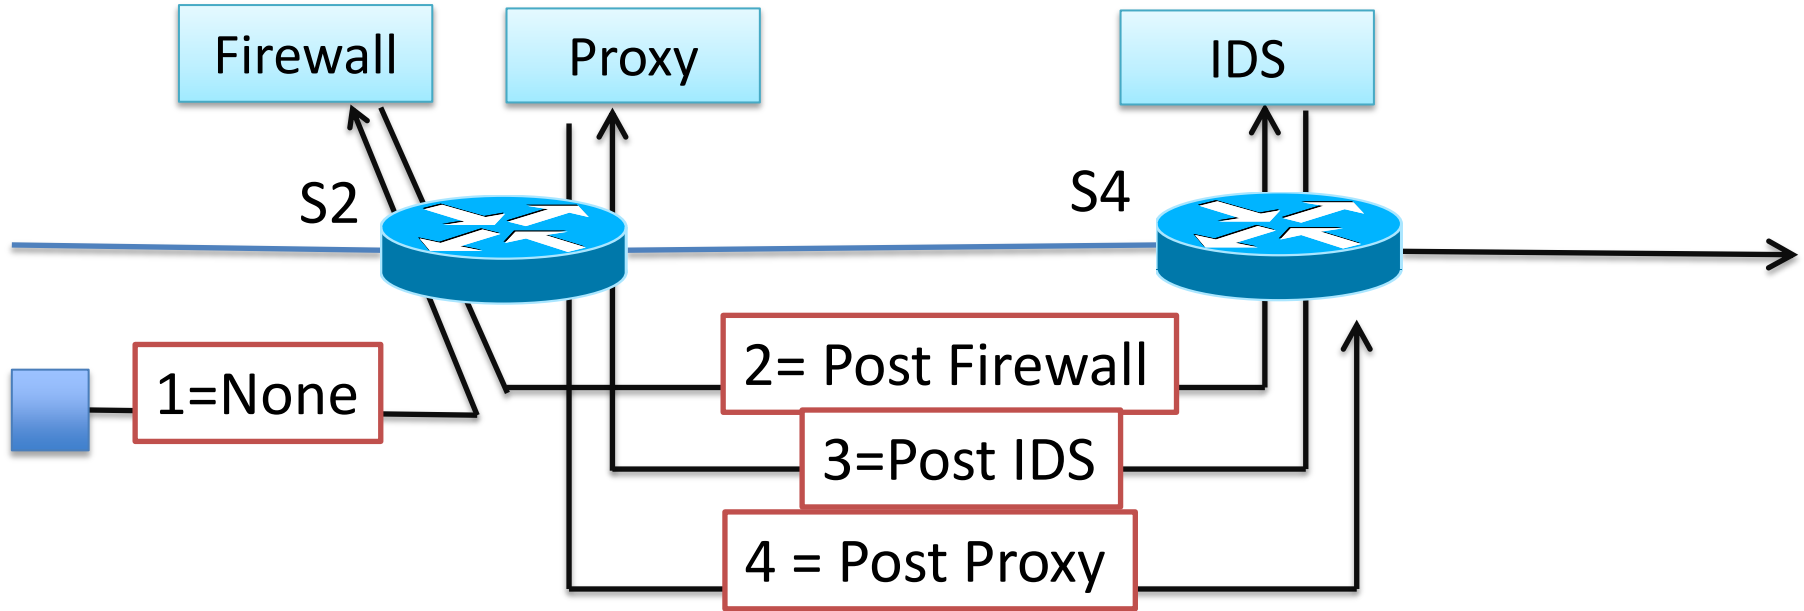 Firewall
Proxy
IDS
S2
S4
1=None
2= Post Firewall
3=Post IDS
4 = Post Proxy